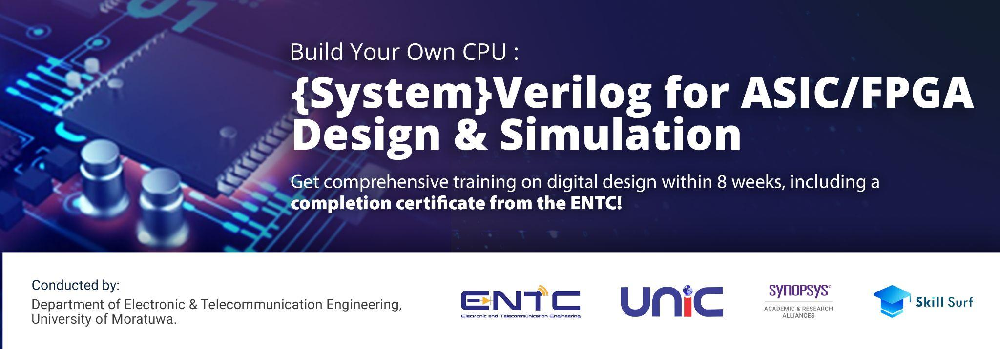 Build Your Own CPU :
{System}Verilog for ASIC/FPGA
Design & Simulation
Get comprehensive training on digital design within 8 weeks, including a
completion certificate from the ENTC!
Conducted by:
Department of Electronic & Telecommunication Engineering,
University of Moratuwa.
ENTC
Electronic and Telecommunication Engineering
UNiC
SYNOPSYS®
ACADEMIC & RESEARCH
ALLIANCES
Skill Surf